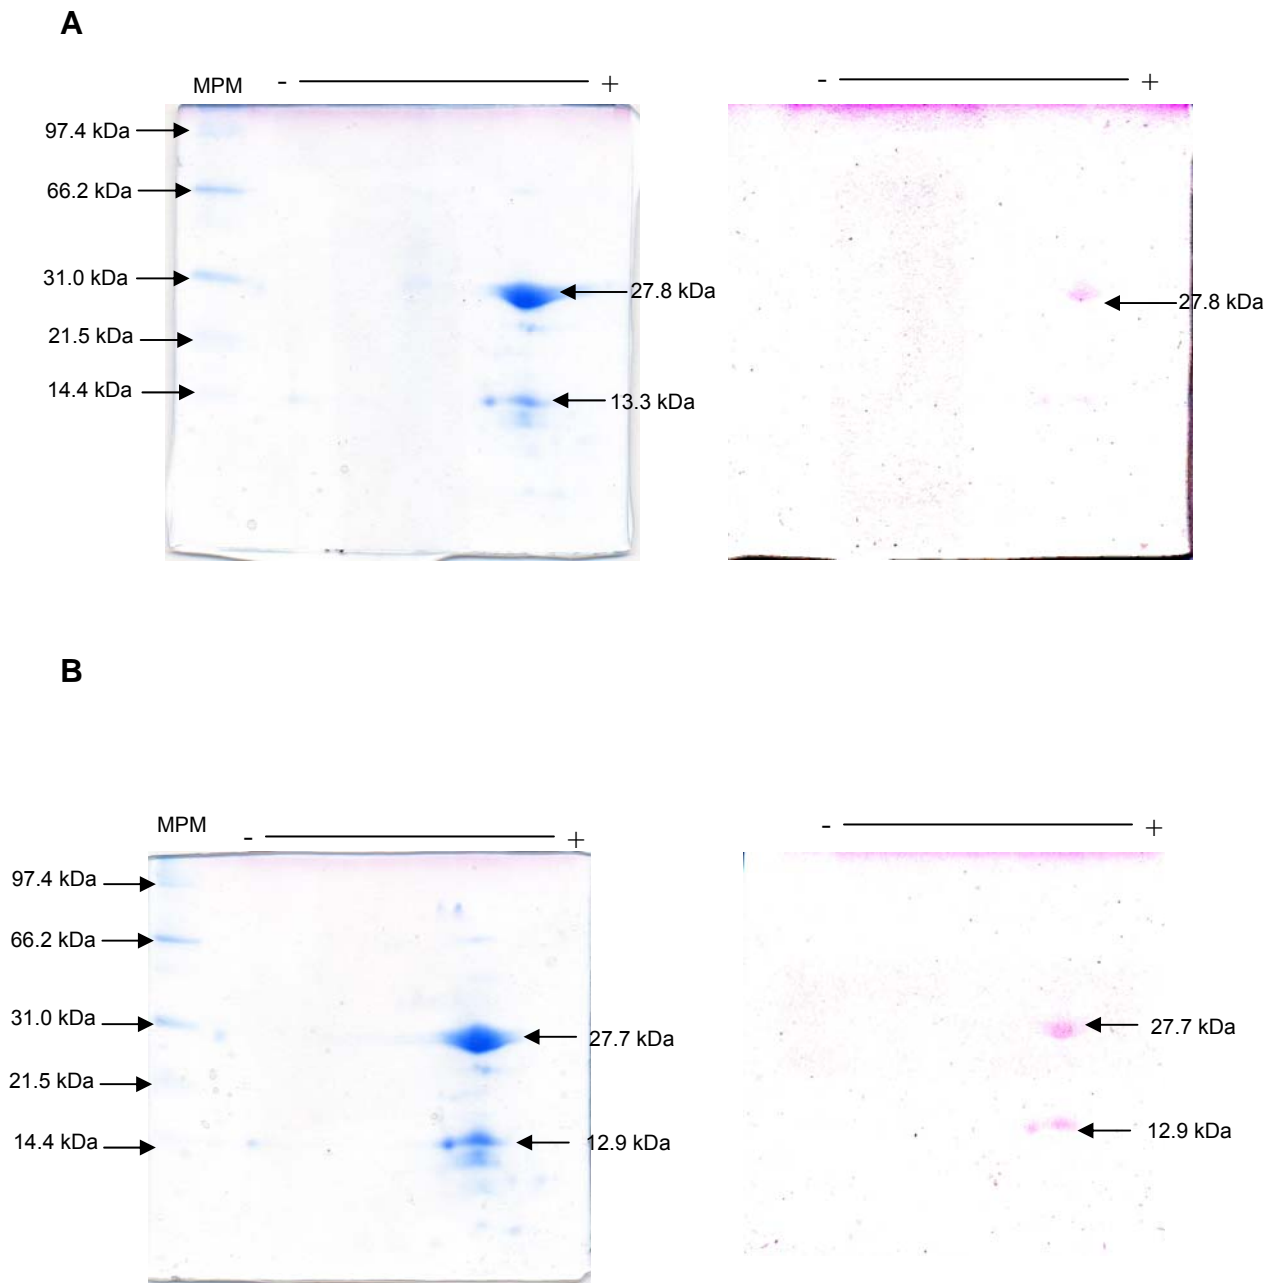 A
MPM - +
- +
97.4 kDa
66.2 kDa
31.0 kDa
27.8 kDa
27.8 kDa
21.5 kDa
14.4 kDa
13.3 kDa
B
MPM - +
- +
97.4 kDa
66.2 kDa
31.0 kDa
27.7 kDa
27.7 kDa
21.5 kDa
14.4 kDa
12.9 kDa
12.9 kDa